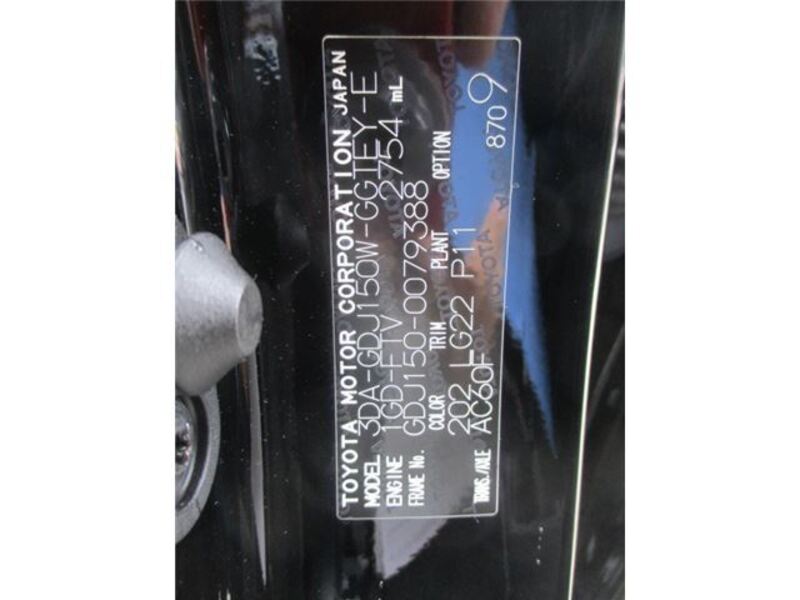 TOYOTA MOTOR CORPORATION JAPAN
MODEL 3DA-GDJ150W-GGTEY-E
ENGINE 1GD-FTV 2754 mL
FRAME No. GDJ150-0079388
COLOR TRIM PLANT OPTION
202 LG22 P11
TRANS./AXLE AC60F 8709